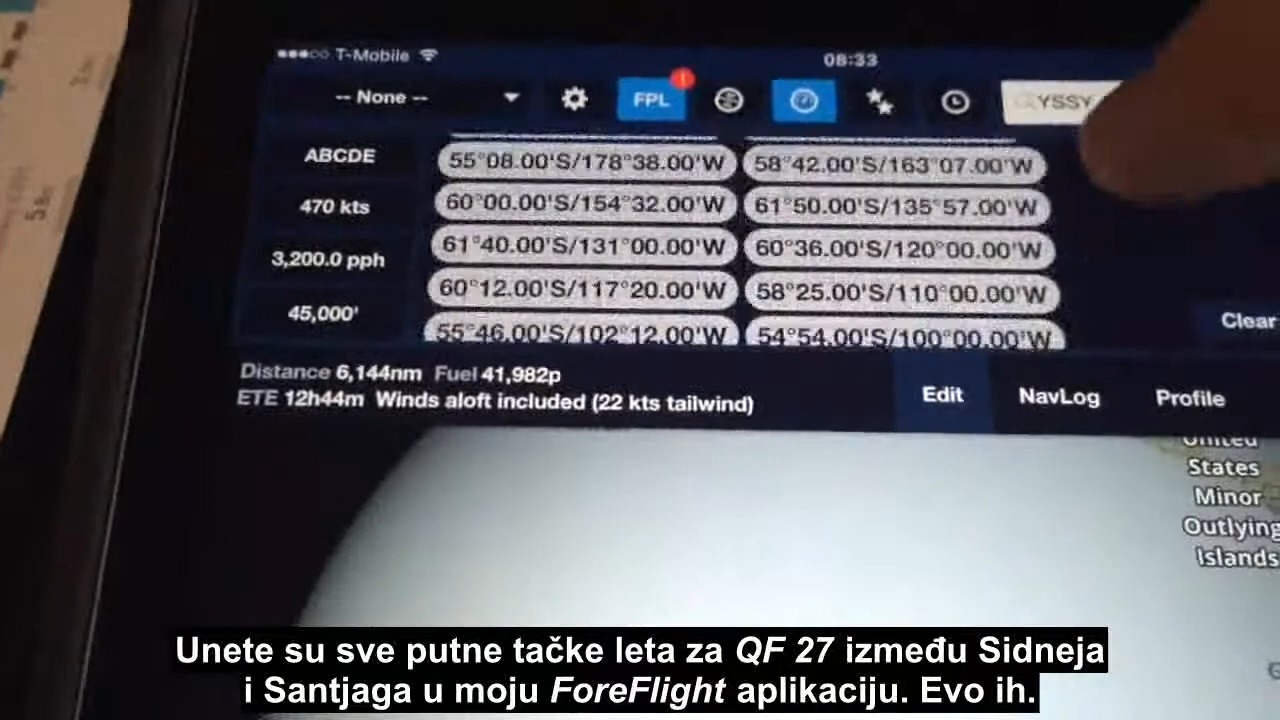 T-Mobile 08:33
-- None -- FPL ! YSSY
ABCDE
470 kts
3,200.0 pph
45,000'
55°08.00'S/178°38.00'W 58°42.00'S/163°07.00'W
60°00.00'S/154°32.00'W 61°50.00'S/135°57.00'W
61°40.00'S/131°00.00'W 60°36.00'S/120°00.00'W
60°12.00'S/117°20.00'W 58°25.00'S/110°00.00'W
55°46.00'S/102°12.00'W 54°54.00'S/100°00.00'W
Clear
Distance 6,144nm Fuel 41,982p
ETE 12h44m Winds aloft included (22 kts tailwind)
Edit NavLog Profile
United
States
Minor
Outlying
Islands
Unete su sve putne tačke leta za QF 27 između Sidneja
i Santjaga u moju ForeFlight aplikaciju. Evo ih.